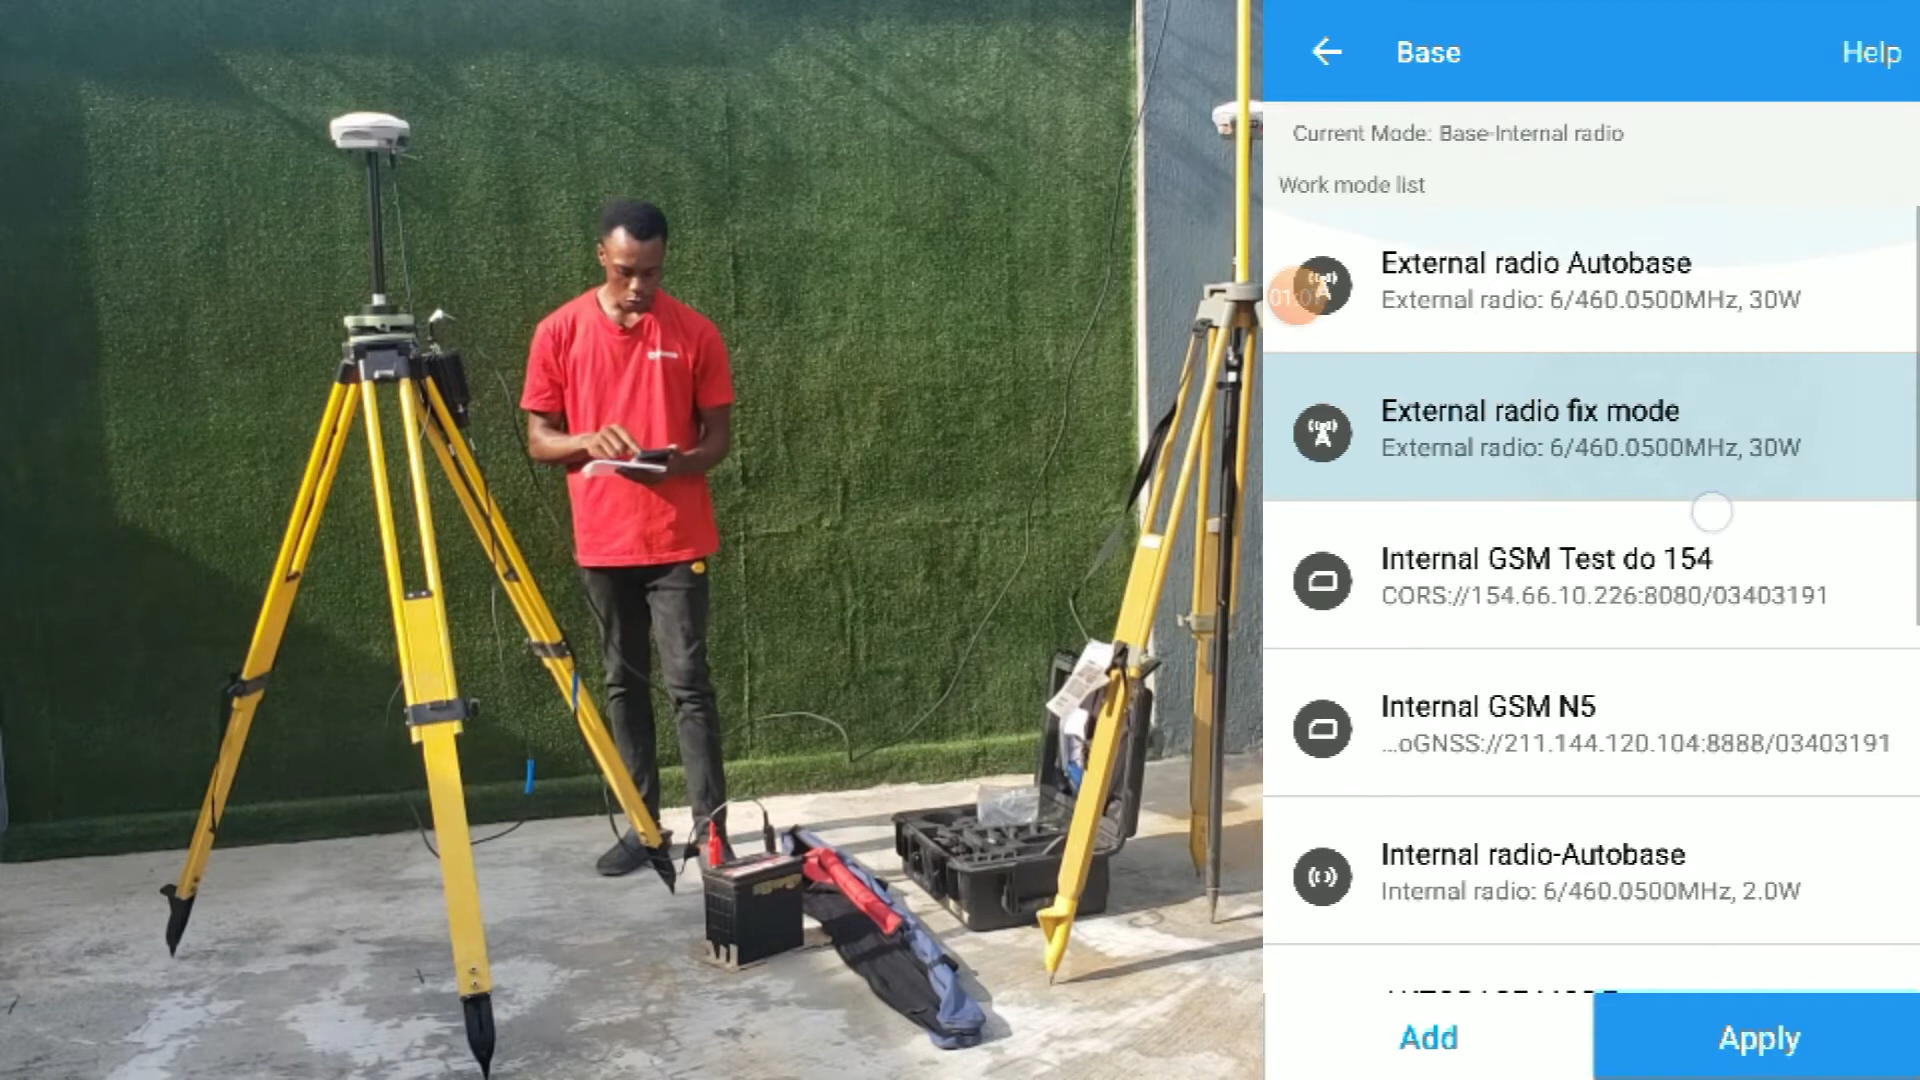 Base
Help
Current Mode: Base-Internal radio
Work mode list
External radio Autobase
External radio: 6/460.0500MHz, 30W
External radio fix mode
External radio: 6/460.0500MHz, 30W
Internal GSM Test do 154
CORS://154.66.10.226:8080/03403191
Internal GSM N5
...oGNSS://211.144.120.104:8888/03403191
Internal radio-Autobase
Internal radio: 6/460.0500MHz, 2.0W
Add
Apply